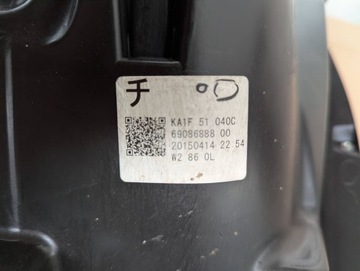 チ
KA1F 51 040C
69086888 00
20150414 22 54
W2 86 0L